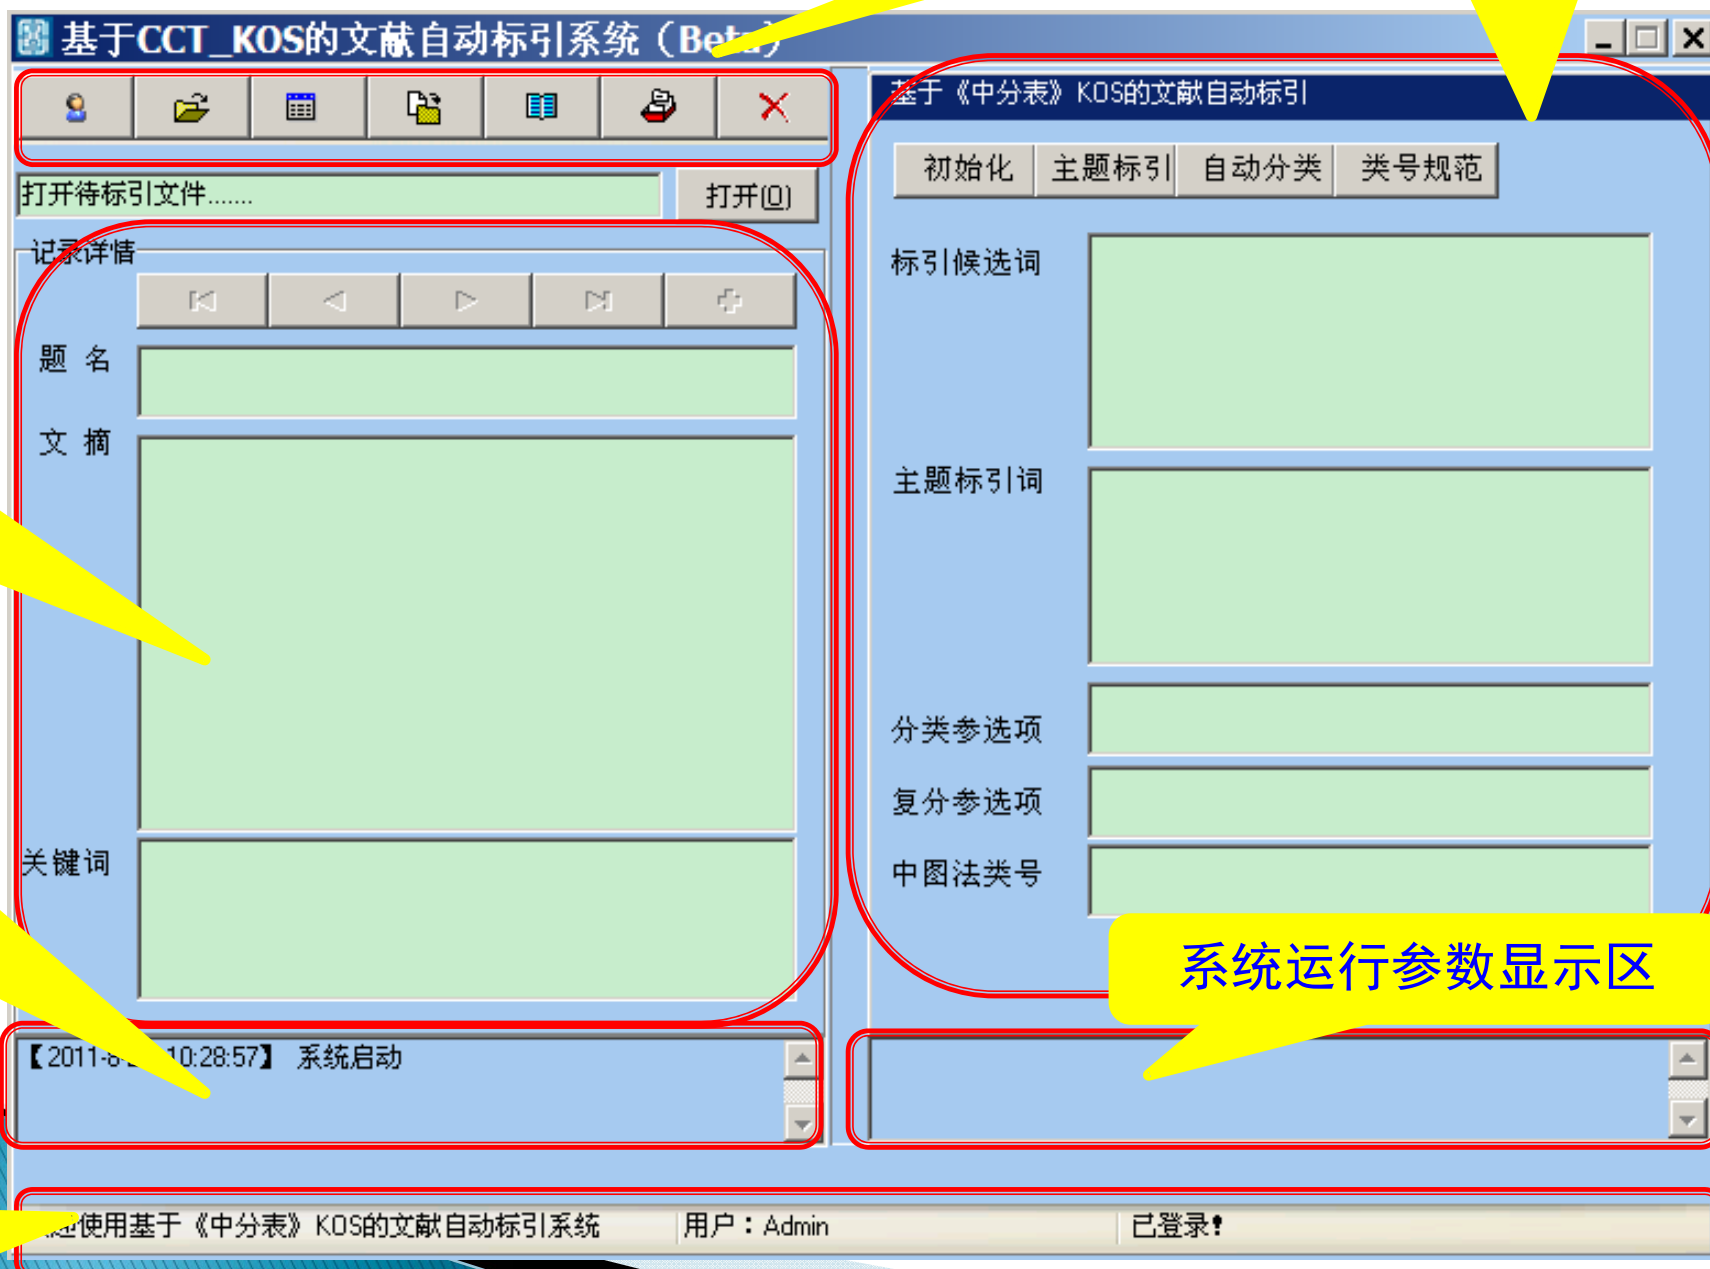 基于CCT_KOS的文献自动标引系统（Beta）
基于《中分表》KOS的文献自动标引
初始化 主题标引 自动分类 类号规范
打开待标引文件.......
打开(O)
记录详情
题 名
文 摘
关键词
标引候选词
主题标引词
分类参选项
复分参选项
中图法类号
系统运行参数显示区
【2011-8- 10:28:57】 系统启动
使用基于《中分表》KOS的文献自动标引系统
用户：Admin
已登录!